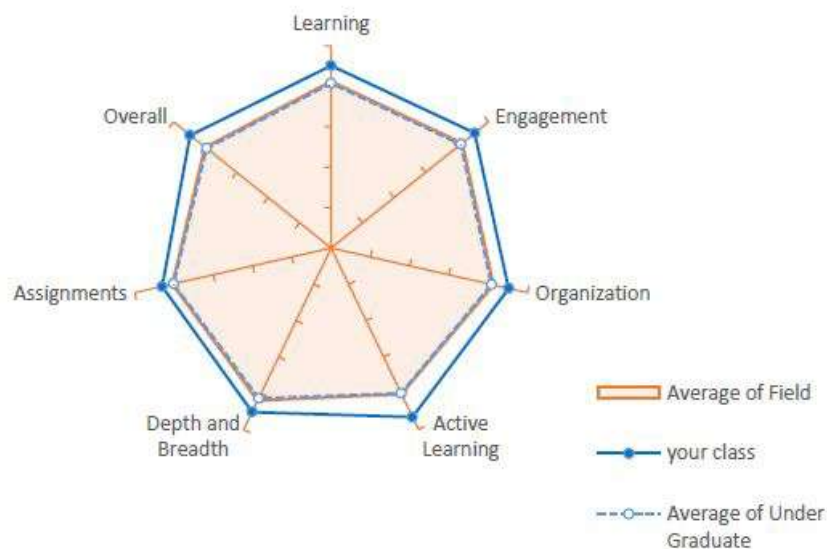 Learning
Overall
Engagement
Assignments
Organization
Depth and
Breadth
Active
Learning
Average of Field
your class
Average of Under
Graduate